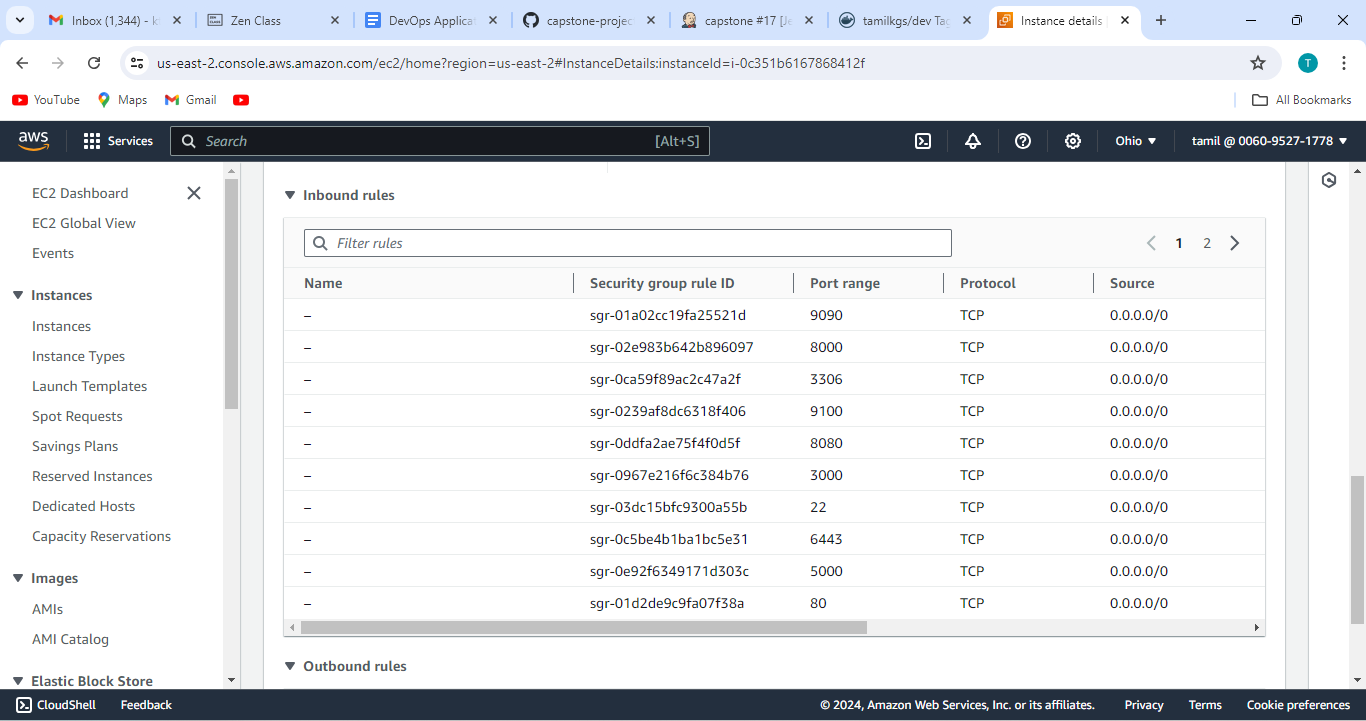 Inbox (1,344) - k
Zen Class
DevOps Applicat
capstone-project
capstone #17 [Je
tamilkgs/dev Tag
Instance details |
us-east-2.console.aws.amazon.com/ec2/home?region=us-east-2#InstanceDetails:instanceId=i-0c351b6167868412f
T
YouTube
Maps
Gmail
All Bookmarks
aws
Services
Search
[Alt+S]
Ohio
tamil @ 0060-9527-1778
EC2 Dashboard
EC2 Global View
Events
Instances
Instances
Instance Types
Launch Templates
Spot Requests
Savings Plans
Reserved Instances
Dedicated Hosts
Capacity Reservations
Images
AMIs
AMI Catalog
Elastic Block Store
Inbound rules
Filter rules
1 2
Name Security group rule ID Port range Protocol Source
– sgr-01a02cc19fa25521d 9090 TCP 0.0.0.0/0
– sgr-02e983b642b896097 8000 TCP 0.0.0.0/0
– sgr-0ca59f89ac2c47a2f 3306 TCP 0.0.0.0/0
– sgr-0239af8dc6318f406 9100 TCP 0.0.0.0/0
– sgr-0ddfa2ae75f4f0d5f 8080 TCP 0.0.0.0/0
– sgr-0967e216f6c384b76 3000 TCP 0.0.0.0/0
– sgr-03dc15bfc9300a55b 22 TCP 0.0.0.0/0
– sgr-0c5be4b1ba1bc5e31 6443 TCP 0.0.0.0/0
– sgr-0e92f6349171d303c 5000 TCP 0.0.0.0/0
– sgr-01d2de9c9fa07f38a 80 TCP 0.0.0.0/0
Outbound rules
CloudShell
Feedback
© 2024, Amazon Web Services, Inc. or its affiliates.
Privacy
Terms
Cookie preferences